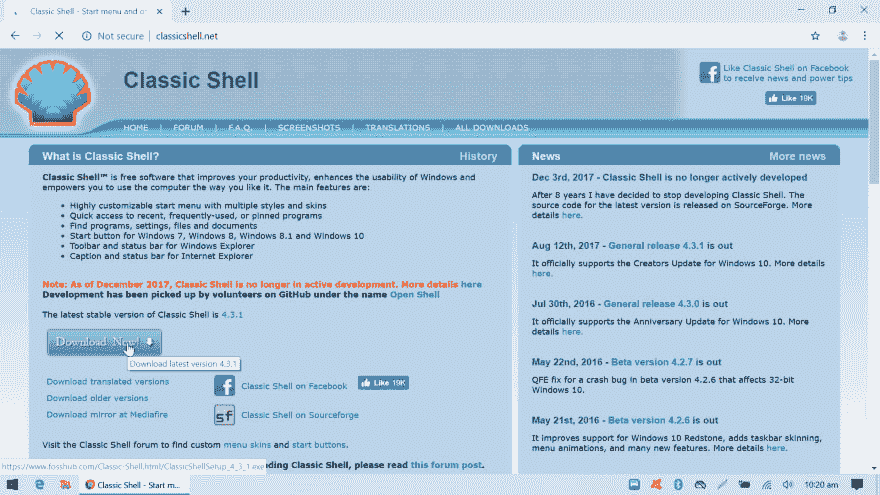 Classic Shell - Start menu and o
Not secure
classicshell.net
Classic Shell
Like Classic Shell on Facebook
to receive news and power tips
Like 19K
HOME | FORUM | F.A.Q. | SCREENSHOTS | TRANSLATIONS | ALL DOWNLOADS
What is Classic Shell?
History
Classic Shell™ is free software that improves your productivity, enhances the usability of Windows and
empowers you to use the computer the way you like it. The main features are:
Highly customizable start menu with multiple styles and skins
Quick access to recent, frequently-used, or pinned programs
Find programs, settings, files and documents
Start button for Windows 7, Windows 8, Windows 8.1 and Windows 10
Toolbar and status bar for Windows Explorer
Caption and status bar for Internet Explorer
Note: As of December 2017, Classic Shell is no longer in active development. More details here
Development has been picked up by volunteers on GitHub under the name Open Shell
The latest stable version of Classic Shell is 4.3.1
Download Now!
Download latest version 4.3.1
Download translated versions
Download older versions
Download mirror at Mediafire
Classic Shell on Facebook
Like 19K
sf
Classic Shell on Sourceforge
Visit the Classic Shell forum to find custom menu skins and start buttons.
https://www.fosshub.com/Classic-Shell.html/ClassicShellSetup_4_3_1.exe
ding Classic Shell, please read this forum post.
News
More news
Dec 3rd, 2017 - Classic Shell is no longer actively developed
After 8 years I have decided to stop developing Classic Shell. The
source code for the latest version is released on SourceForge. More
details here.
Aug 12th, 2017 - General release 4.3.1 is out
It officially supports the Creators Update for Windows 10. More details
here.
Jul 30th, 2016 - General release 4.3.0 is out
It officially supports the Anniversary Update for Windows 10. More
details here.
May 22nd, 2016 - Beta version 4.2.7 is out
QFE fix for a crash bug in beta version 4.2.6 that affects 32-bit
Windows 10.
May 21st, 2016 - Beta version 4.2.6 is out
It improves support for Windows 10 Redstone, adds taskbar skinning,
menu animations, and many new features. More details here.
Classic Shell - Start m...
10:20 am